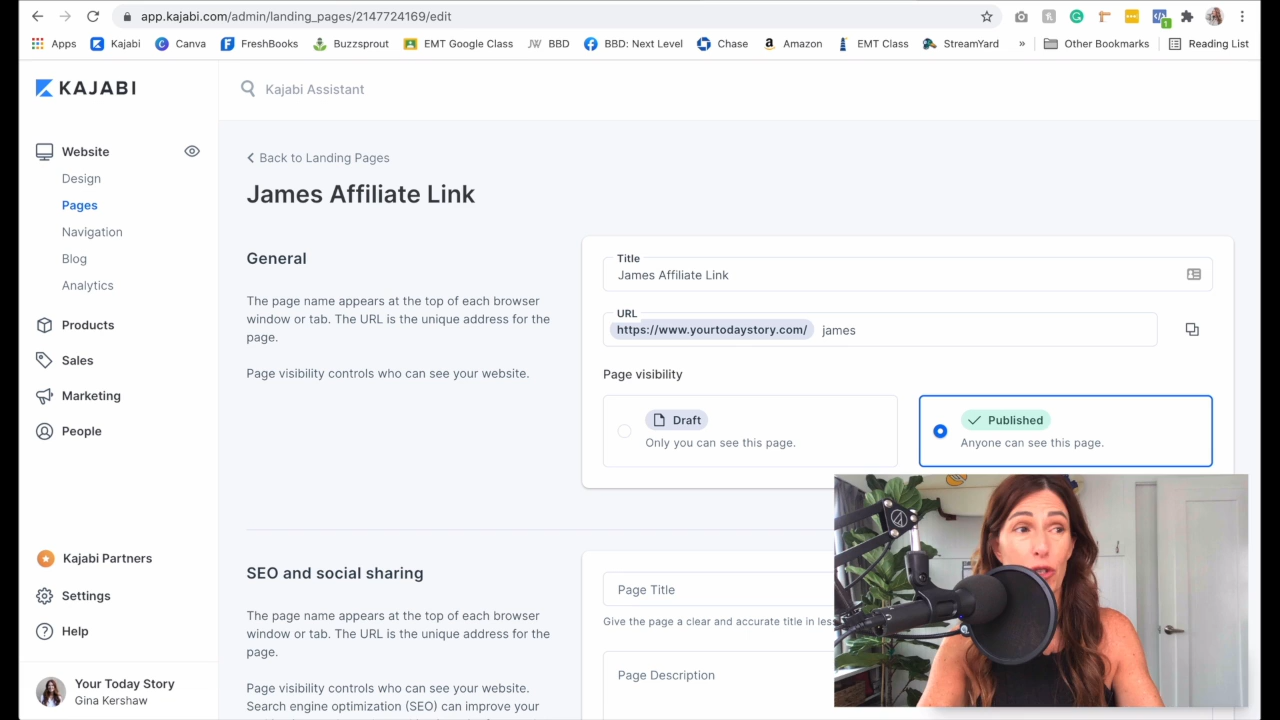 app.kajabi.com/admin/landing_pages/2147724169/edit
1
Apps Kajabi Canva FreshBooks Buzzsprout EMT Google Class JW BBD BBD: Next Level Chase Amazon EMT Class StreamYard » Other Bookmarks Reading List
KAJABI
Kajabi Assistant
Website
Design
Pages
Navigation
Blog
Analytics
Products
Sales
Marketing
People
Kajabi Partners
Settings
Help
Your Today Story
Gina Kershaw
Back to Landing Pages
James Affiliate Link
General
The page name appears at the top of each browser
window or tab. The URL is the unique address for the
page.
Page visibility controls who can see your website.
Title
James Affiliate Link
URL
https://www.yourtodaystory.com/ james
Page visibility
Draft
Only you can see this page.
Published
Anyone can see this page.
SEO and social sharing
The page name appears at the top of each browser
window or tab. The URL is the unique address for the
page.
Page visibility controls who can see your website.
Search engine optimization (SEO) can improve your
Page Title
Give the page a clear and accurate title in les
Page Description